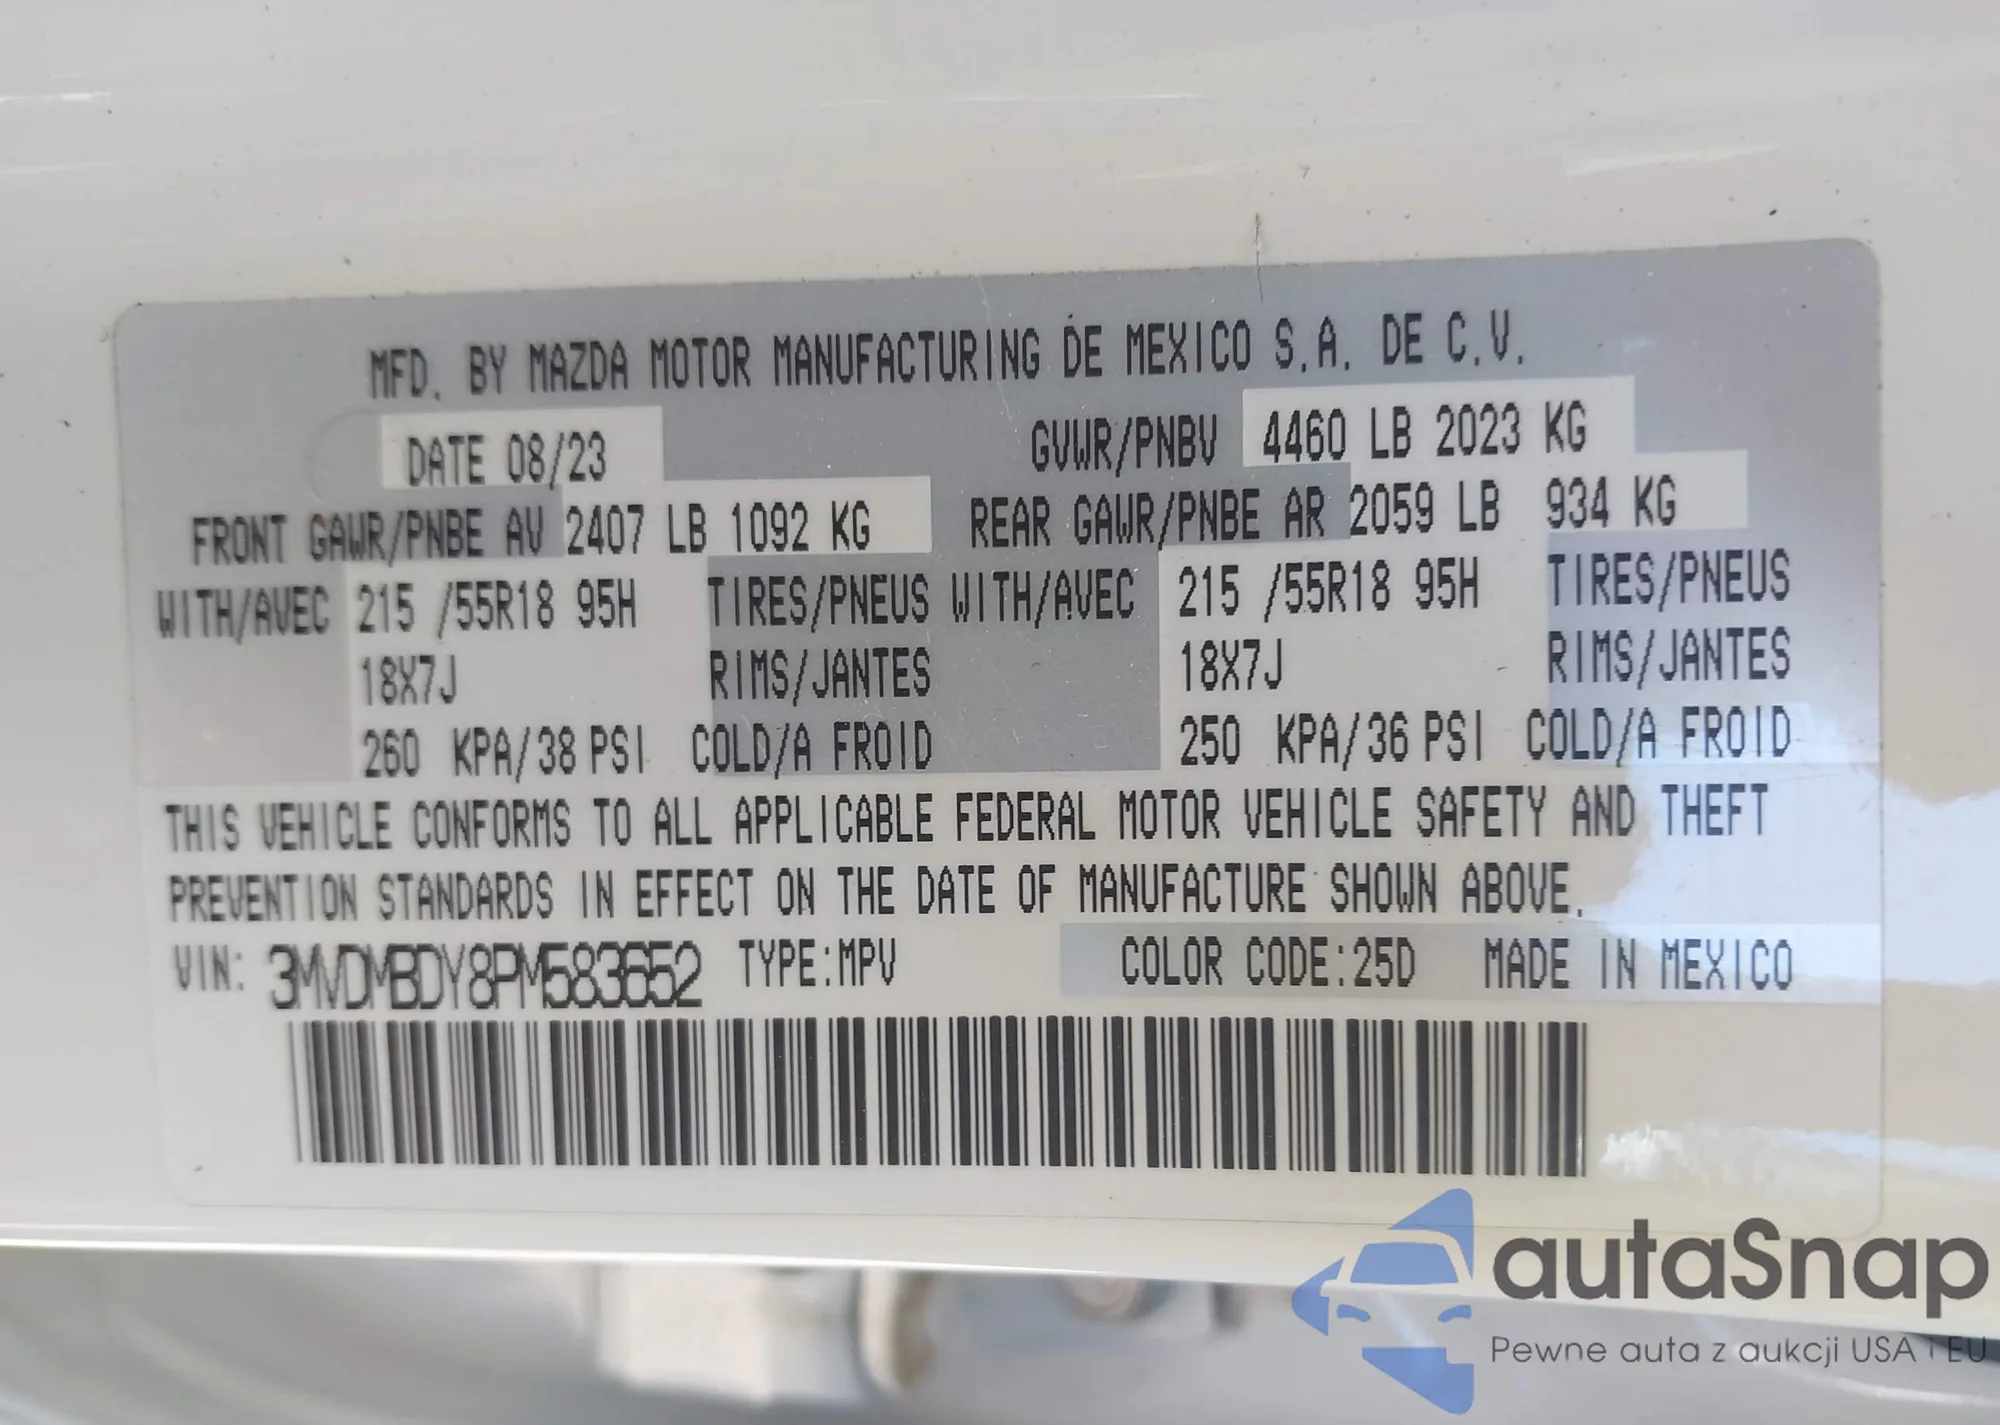 MFD. BY MAZDA MOTOR MANUFACTURING DE MEXICO S.A. DE C.V.
DATE 08/23 GVWR/PNBV 4460 LB 2023 KG
FRONT GAWR/PNBE AV 2407 LB 1092 KG REAR GAWR/PNBE AR 2059 LB 934 KG
WITH/AVEC 215 /55R18 95H TIRES/PNEUS WITH/AVEC 215 /55R18 95H TIRES/PNEUS
18X7J RIMS/JANTES 18X7J RIMS/JANTES
260 KPA/38 PSI COLD/A FROID 250 KPA/36 PSI COLD/A FROID
THIS VEHICLE CONFORMS TO ALL APPLICABLE FEDERAL MOTOR VEHICLE SAFETY AND THEFT
PREVENTION STANDARDS IN EFFECT ON THE DATE OF MANUFACTURE SHOWN ABOVE.
VIN: 3MVDMBDY8PM583652 TYPE:MPV COLOR CODE:25D MADE IN MEXICO
autaSnap
Pewne auta z aukcji USA i EU